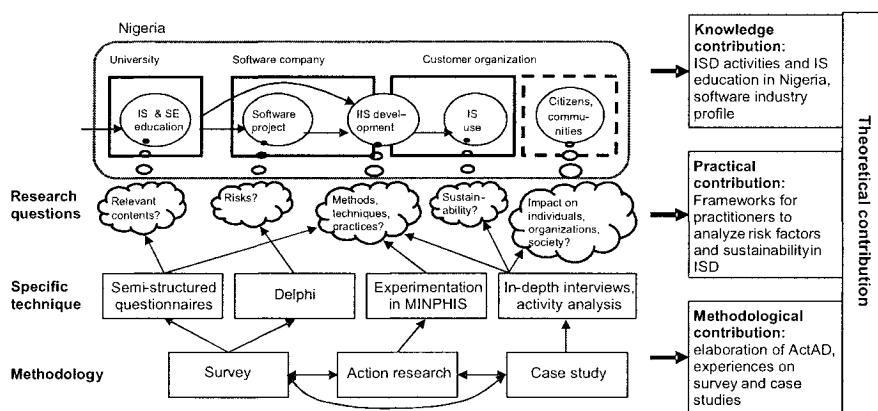 Nigeria
University
Software company
Customer organization
IS & SE
education
Software
project
IIS devel-
opment
IS
use
Citizens,
commu-
nities
Research
questions
Relevant
contents?
Risks?
Methods,
techniques,
practices?
Sustain-
ability?
Impact on
individuals,
organizations,
society?
Specific
technique
Semi-structured
questionnaires
Delphi
Experimentation
in MINPHIS
In-depth interviews,
activity analysis
Methodology
Survey
Action research
Case study
Knowledge
contribution:
ISD activities and IS
education in Nigeria,
software industry
profile
Practical
contribution:
Frameworks for
practitioners to
analyze risk factors
and sustainability in
ISD
Methodological
contribution:
elaboration of ActAD,
experiences on
survey and case
studies
Theoretical contribution